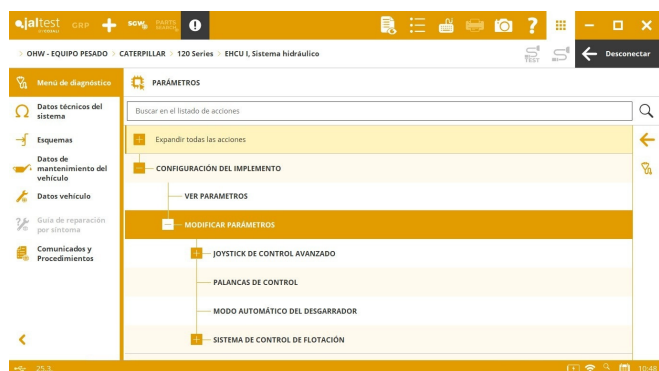 jaltest GRP SGW PARTS SEARCH
OHW - EQUIPO PESADO > CATERPILLAR > 120 Series > EHCU I, Sistema hidráulico
TEST
Desconectar
Menú de diagnóstico
PARÁMETROS
Datos técnicos del sistema
Buscar en el listado de acciones
Esquemas
Expandir todas las acciones
Datos de mantenimiento del vehículo
CONFIGURACIÓN DEL IMPLEMENTO
Datos vehículo
VER PARAMETROS
Guía de reparación por síntoma
MODIFICAR PARÁMETROS
Comunicados y Procedimientos
JOYSTICK DE CONTROL AVANZADO
PALANCAS DE CONTROL
MODO AUTOMÁTICO DEL DESGARRADOR
SISTEMA DE CONTROL DE FLOTACIÓN
25.3.
10:48